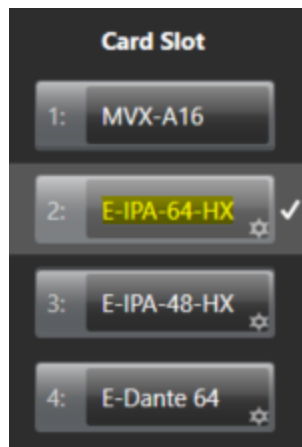 Card Slot
1: MVX-A16
2: E-IPA-64-HX
3: E-IPA-48-HX
4: E-Dante 64